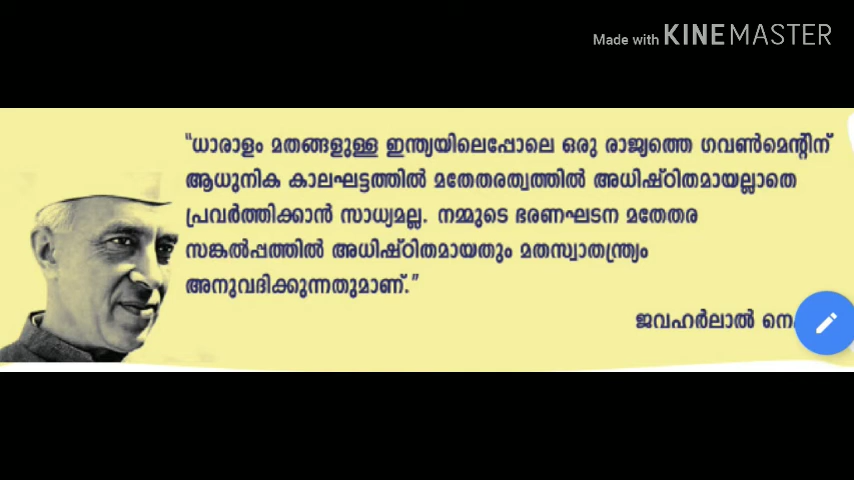 Made with KINEMASTER
"ധാരാളം മതങ്ങളുള്ള ഇന്ത്യയിലെപ്പോലെ ഒരു രാജ്യത്തെ ഗവൺമെന്റിന്
ആധുനിക കാലഘട്ടത്തിൽ മതേതരത്വത്തിൽ അധിഷ്ഠിതമായല്ലാതെ
പ്രവർത്തിക്കാൻ സാധ്യമല്ല. നമ്മുടെ ഭരണഘടന മതേതര
സങ്കൽപ്പത്തിൽ അധിഷ്ഠിതമായതും മതസ്വാതന്ത്ര്യം
അനുവദിക്കുന്നതുമാണ്."
ജവഹർലാൽ